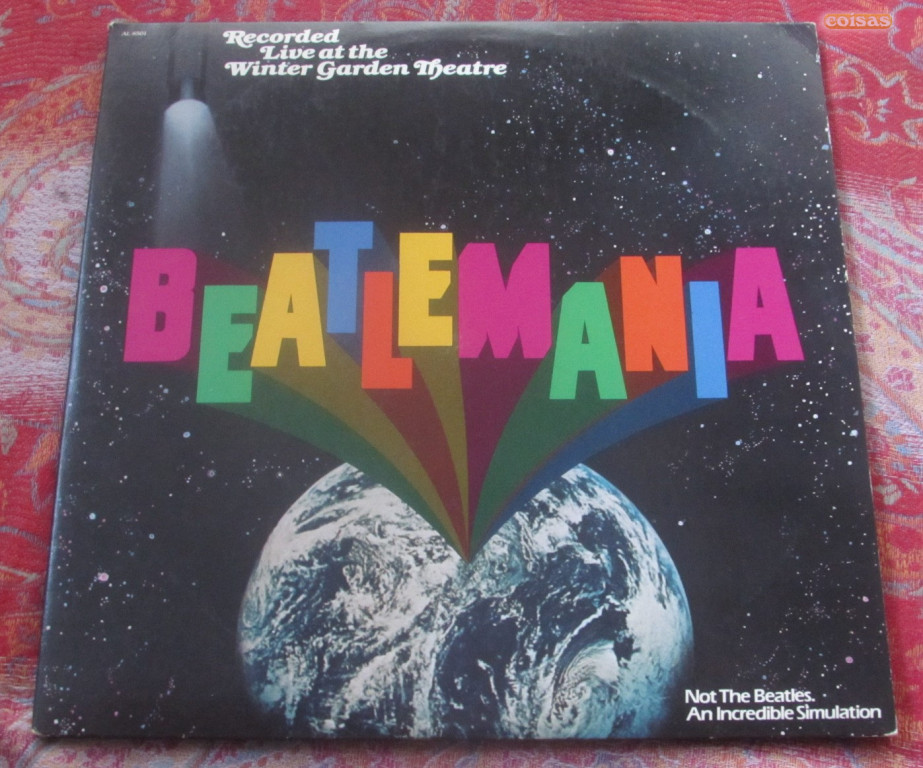 coisas
Recorded
Live at the
Winter Garden Theatre
BEATLEMANIA
Not The Beatles.
An Incredible Simulation